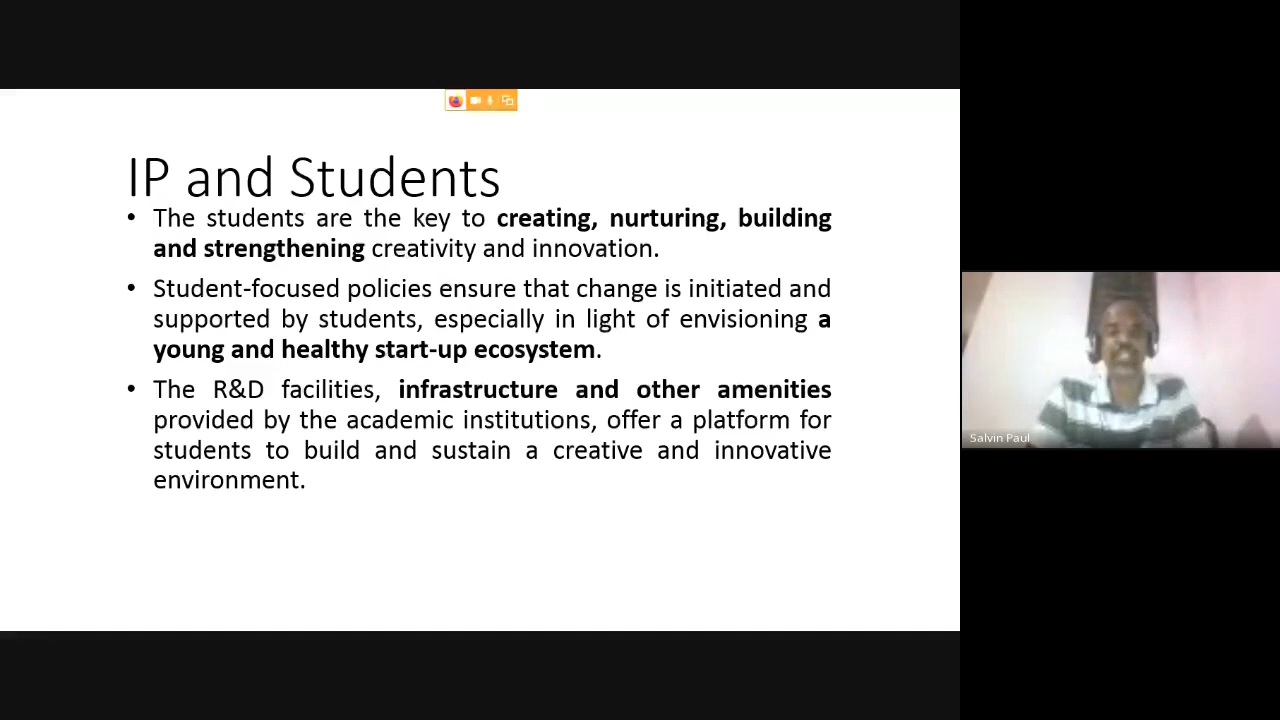 IP and Students
• The students are the key to creating, nurturing, building
and strengthening creativity and innovation.
• Student-focused policies ensure that change is initiated and
supported by students, especially in light of envisioning a
young and healthy start-up ecosystem.
• The R&D facilities, infrastructure and other amenities
provided by the academic institutions, offer a platform for
students to build and sustain a creative and innovative
environment.
Salvin Paul